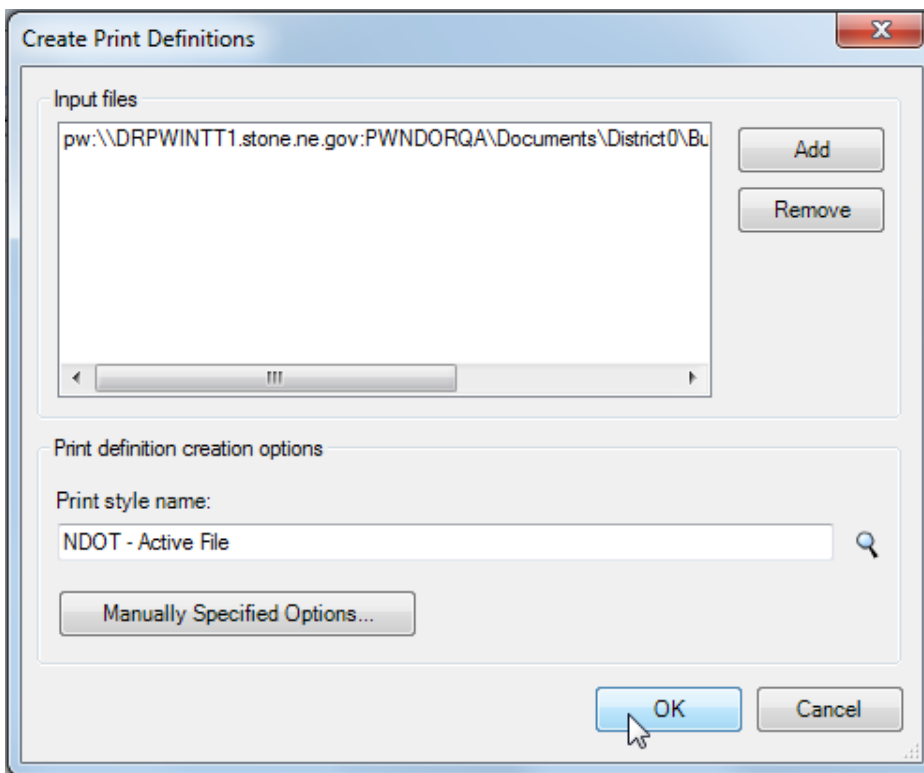 Create Print Definitions
Input files
pw:\\DRPWINTT1.stone.ne.gov:PWNDORQA\Documents\District0\Bu
Add
Remove
Print definition creation options
Print style name:
NDOT - Active File
Manually Specified Options...
OK
Cancel